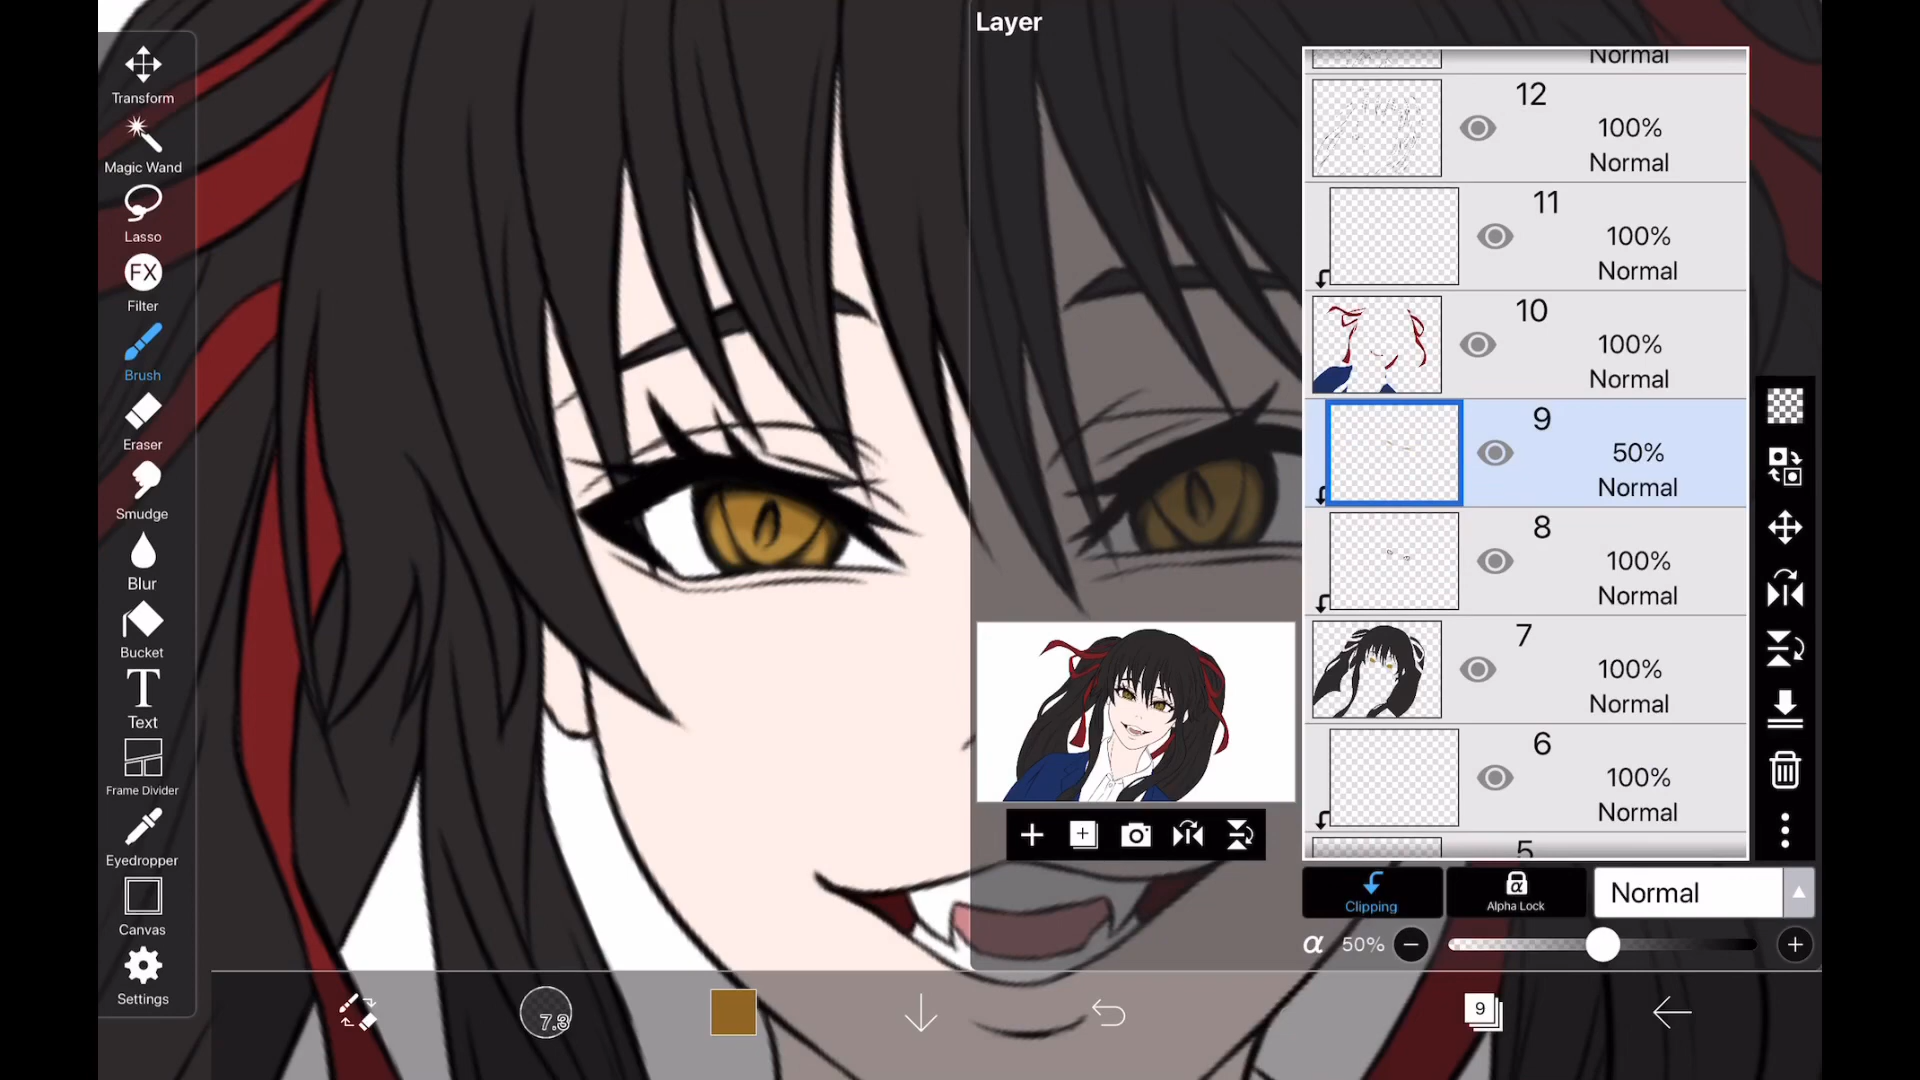 Layer
Transform
Magic Wand
Lasso
FX
Filter
Brush
Eraser
Smudge
Blur
Bucket
T
Text
Frame Divider
Eyedropper
Canvas
Settings
Normal
12
100%
Normal
11
100%
Normal
10
100%
Normal
9
50%
Normal
8
100%
Normal
7
100%
Normal
6
100%
Normal
5
Clipping
α
Alpha Lock
Normal
α 50%
7.3
9